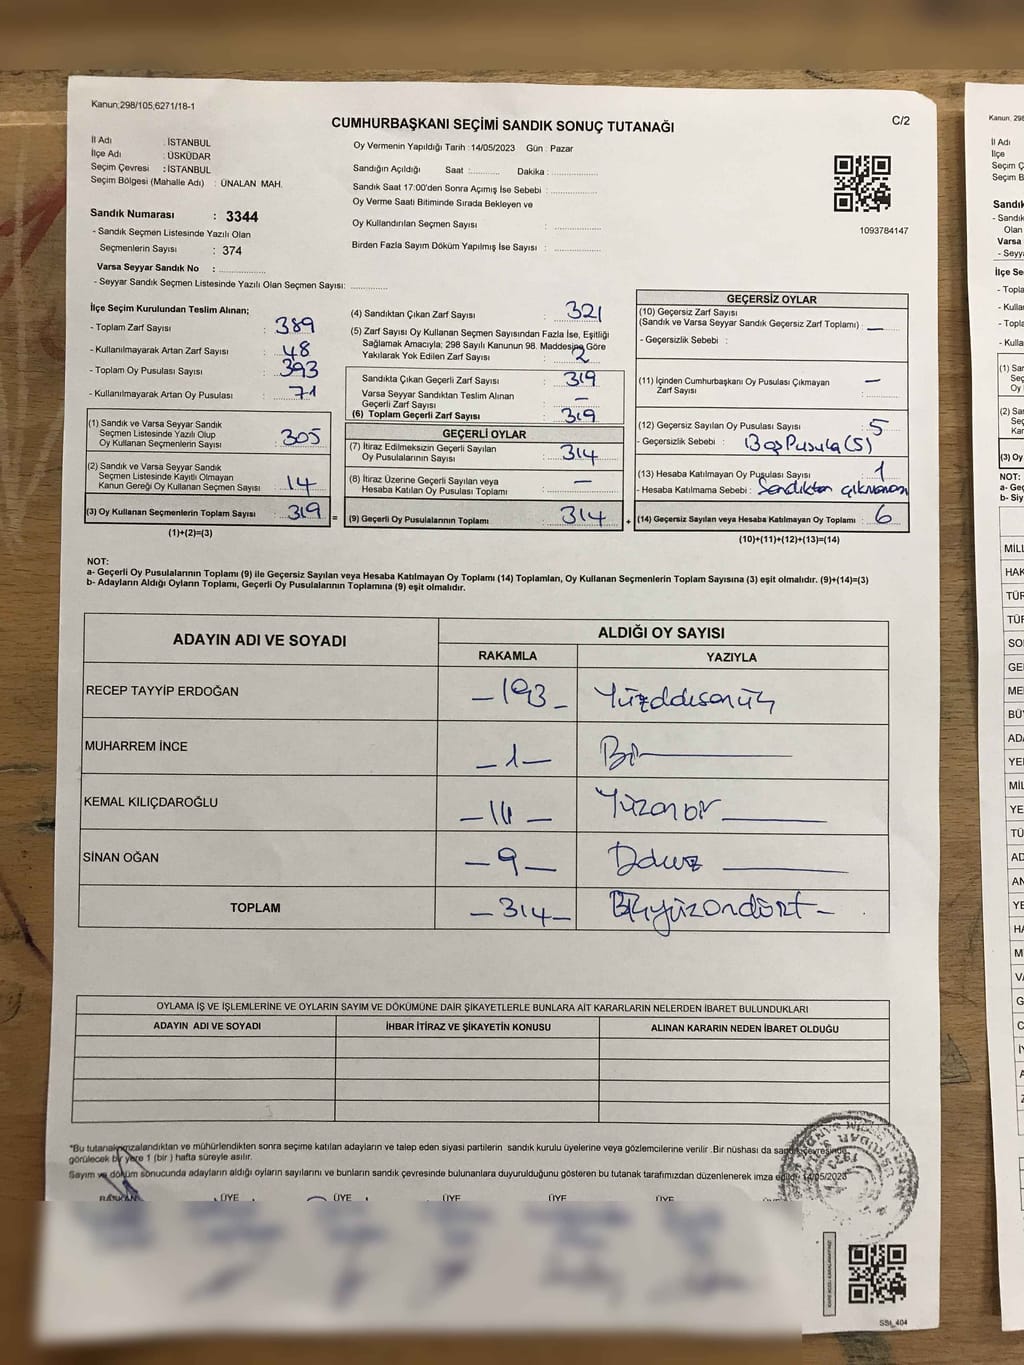 Kanun;298/105,6271/18-1
CUMHURBAŞKANI SEÇİMİ SANDIK SONUÇ TUTANAĞI
C/2
İl Adı : İSTANBUL
İlçe Adı : ÜSKÜDAR
Seçim Çevresi : İSTANBUL
Seçim Bölgesi (Mahalle Adı) : ÜNALAN MAH.
Sandık Numarası : 3344
- Sandık Seçmen Listesinde Yazılı Olan
Seçmenlerin Sayısı : 374
Varsa Seyyar Sandık No : ................
- Seyyar Sandık Seçmen Listesinde Yazılı Olan Seçmen Sayısı: ............
Oy Vermenin Yapıldığı Tarih :14/05/2023 Gün : Pazar
Sandığın Açıldığı Saat :.......... Dakika : ................
Sandık Saat 17:00'den Sonra Açımış İse Sebebi : ................
Oy Verme Saati Bitiminde Sırada Bekleyen ve
Oy Kullandırılan Seçmen Sayısı : ................
Birden Fazla Sayım Döküm Yapılmış İse Sayısı : ................
1093784147
İlçe Seçim Kurulundan Teslim Alınan;
- Toplam Zarf Sayısı : 389
- Kullanılmayarak Artan Zarf Sayısı : 48
- Toplam Oy Pusulası Sayısı : 393
- Kullanılmayarak Artan Oy Pusulası : 71
(1) Sandık ve Varsa Seyyar Sandık
Seçmen Listesinde Yazılı Olup
Oy Kullanan Seçmenlerin Sayısı : 305
(2) Sandık ve Varsa Seyyar Sandık
Seçmen Listesinde Kayıtlı Olmayan
Kanun Gereği Oy Kullanan Seçmen Sayısı : 14
(3) Oy Kullanan Seçmenlerin Toplam Sayısı : 319
(1)+(2)=(3)
(4) Sandıktan Çıkan Zarf Sayısı : 321
(5) Zarf Sayısı Oy Kullanan Seçmen Sayısından Fazla İse, Eşitliği
Sağlamak Amacıyla; 298 Sayılı Kanunun 98. Maddesine Göre
Yakılarak Yok Edilen Zarf Sayısı : 2
Sandıkta Çıkan Geçerli Zarf Sayısı : 319
Varsa Seyyar Sandıktan Teslim Alınan
Geçerli Zarf Sayısı : —
(6) Toplam Geçerli Zarf Sayısı : 319
GEÇERLİ OYLAR
(7) İtiraz Edilmeksizin Geçerli Sayılan
Oy Pusulalarının Sayısı : 314
(8) İtiraz Üzerine Geçerli Sayılan veya
Hesaba Katılan Oy Pusulası Toplamı : —
= (9) Geçerli Oy Pusulalarının Toplamı : 314 +
GEÇERSİZ OYLAR
(10) Geçersiz Zarf Sayısı
(Sandık ve Varsa Seyyar Sandık Geçersiz Zarf Toplamı) : —
- Geçersizlik Sebebi :
(11) İçinden Cumhurbaşkanı Oy Pusulası Çıkmayan
Zarf Sayısı : —
(12) Geçersiz Sayılan Oy Pusulası Sayısı : 5
- Geçersizlik Sebebi : Boş Pusula (5)
(13) Hesaba Katılmayan Oy Pusulası Sayısı : 1
- Hesaba Katılmama Sebebi : Sandıktan çıkmaması
(14) Geçersiz Sayılan veya Hesaba Katılmayan Oy Toplamı : 6
(10)+(11)+(12)+(13)=(14)
NOT:
a- Geçerli Oy Pusulalarının Toplamı (9) ile Geçersiz Sayılan veya Hesaba Katılmayan Oy Toplamı (14) Toplamları, Oy Kullanan Seçmenlerin Toplam Sayısına (3) eşit olmalıdır. (9)+(14)=(3)
b- Adayların Aldığı Oyların Toplamı, Geçerli Oy Pusulalarının Toplamına (9) eşit olmalıdır.
ADAYIN ADI VE SOYADI
ALDIĞI OY SAYISI
RAKAMLA YAZIYLA
RECEP TAYYİP ERDOĞAN — 193 — Yüzddksanüç
MUHARREM İNCE — 1 — Bir
KEMAL KILIÇDAROĞLU — 111 — Yüzonbir
SİNAN OĞAN — 9 — Dokuz
TOPLAM — 314 — Üçyüzondört —
OYLAMA İŞ VE İŞLEMLERİNE VE OYLARIN SAYIM VE DÖKÜMÜNE DAİR ŞİKAYETLERLE BUNLARA AİT KARARLARIN NELERDEN İBARET BULUNDUKLARI
ADAYIN ADI VE SOYADI İHBAR İTİRAZ VE ŞİKAYETİN KONUSU ALINAN KARARIN NEDEN İBARET OLDUĞU
*Bu tutanak imzalandıktan ve mühürlendikten sonra seçime katılan adayların ve talep eden siyasi partilerin sandık kurulu üyelerine veya gözlemcilerine verilir .Bir nüshası da sandık çevresinde
görülecek bir yere 1 (bir ) hafta süreyle asılır.
Sayım ve döküm sonucunda adayların aldığı oyların sayılarını ve bunların sandık çevresinde bulunanlara duyurulduğunu gösteren bu tutanak tarafımızdan düzenlenerek imza edildi. 14/05/2023
BAŞKAN ÜYE ÜYE ÜYE ÜYE ÜYE
SSt_404